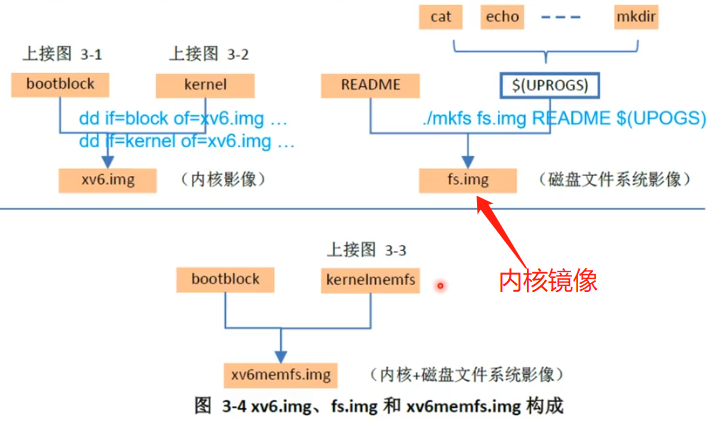 cat echo mkdir
上接图 3-1 上接图 3-2
bootblock kernel README $(UPROGS)
dd if=block of=xv6.img …
dd if=kernel of=xv6.img …
./mkfs fs.img README $(UPOGS)
xv6.img （内核影像） fs.img （磁盘文件系统影像）
内核镜像
上接图 3-3
bootblock kernelmemfs
xv6memfs.img （内核+磁盘文件系统影像）
图 3-4 xv6.img、fs.img 和 xv6memfs.img 构成